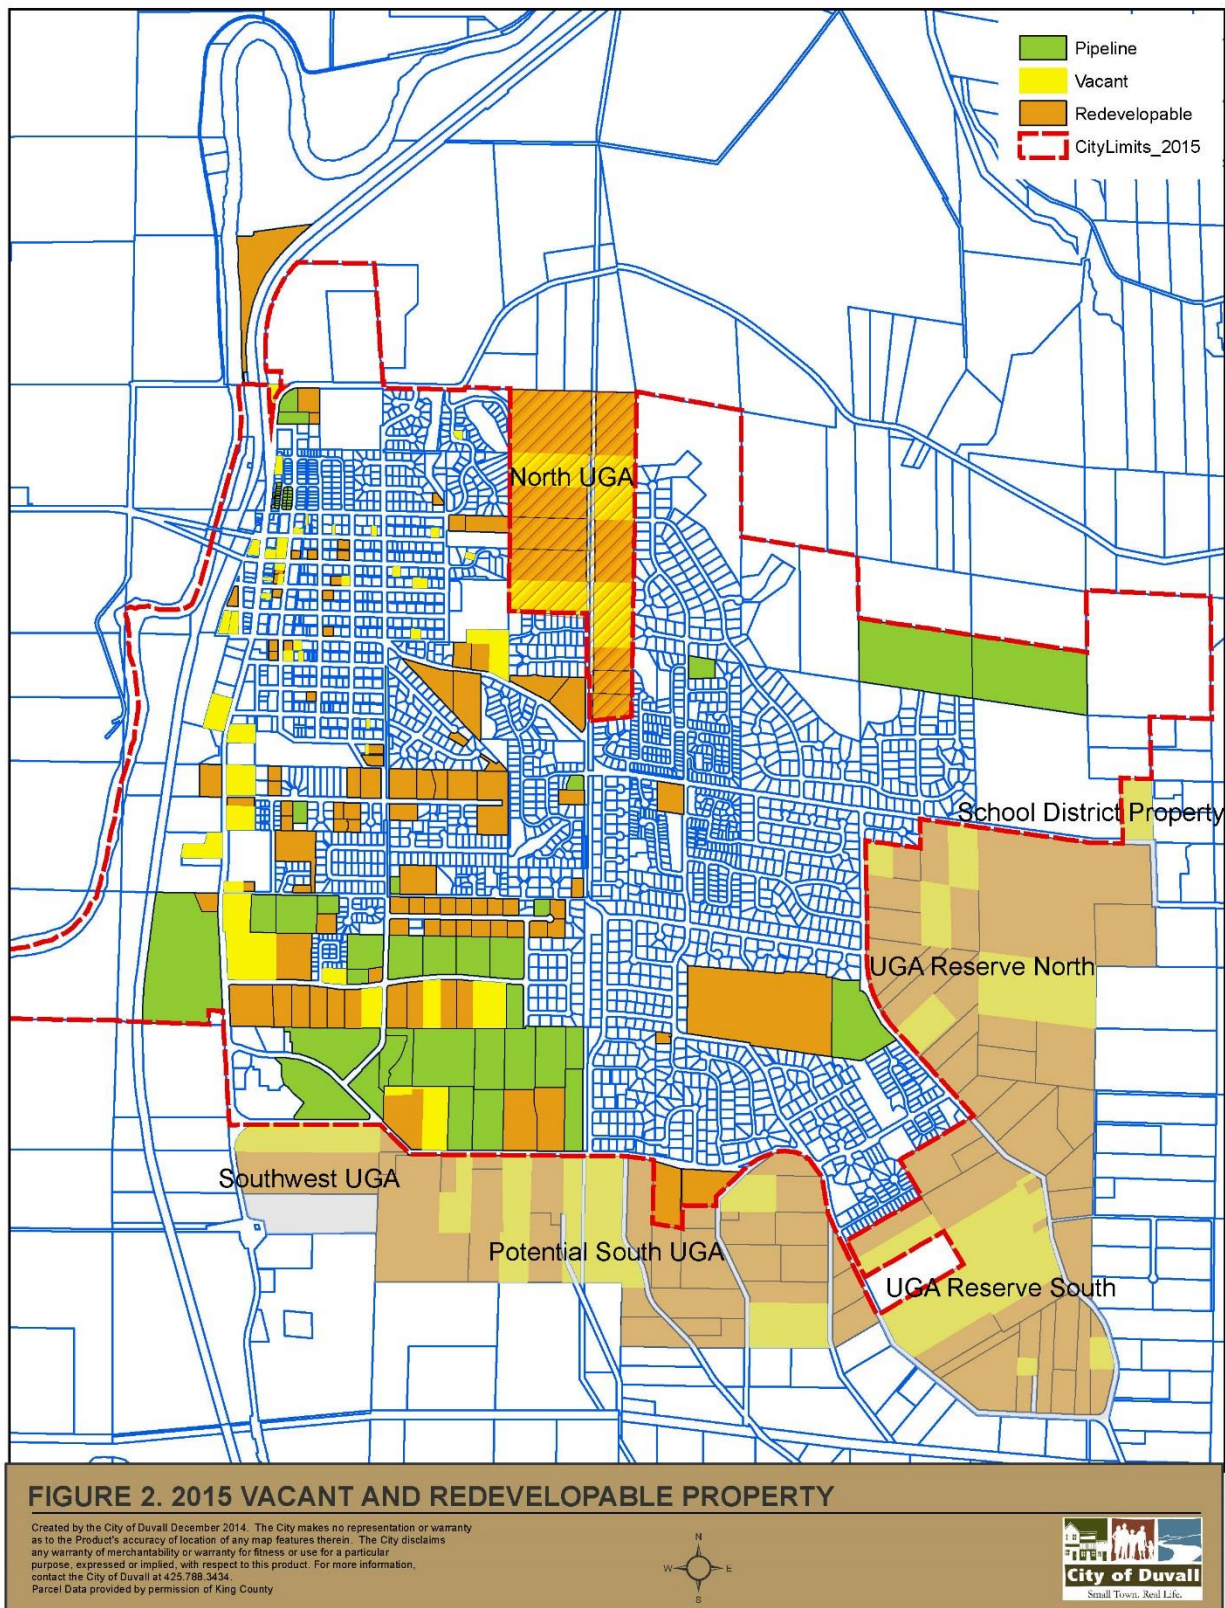 Pipeline
Vacant
Redevelopable
CityLimits_2015
North UGA
School District Property
UGA Reserve North
Southwest UGA
Potential South UGA
UGA Reserve South
FIGURE 2. 2015 VACANT AND REDEVELOPABLE PROPERTY
Created by the City of Duvall December 2014. The City makes no representation or warranty
as to the Product's accuracy of location of any map features therein. The City disclaims
any warranty of merchantability or warranty for fitness or use for a particular
purpose, expressed or implied, with respect to this product. For more information,
contact the City of Duvall at 425.788.3434.
Parcel Data provided by permission of King County
N
W E
S
City of Duvall
Small Town. Real Life.